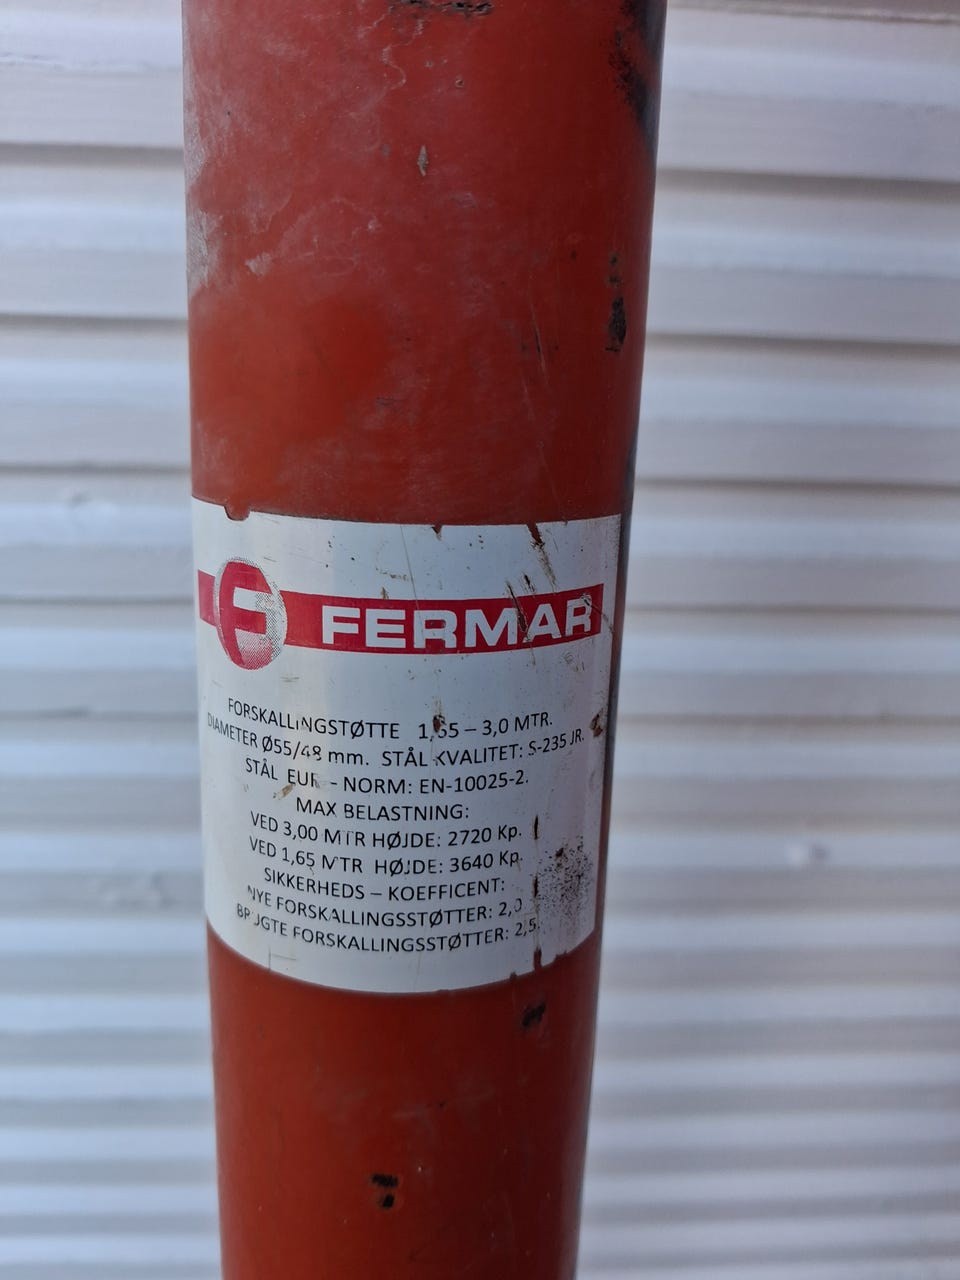 F FERMAR
FORSKALLINGSTØTTE 1,65 – 3,0 MTR.
DIAMETER Ø55/48 mm. STÅL KVALITET: S-235 JR.
STÅL EUR – NORM: EN-10025-2.
MAX BELASTNING:
VED 3,00 MTR HØJDE: 2720 Kp.
VED 1,65 MTR HØJDE: 3640 Kp.
SIKKERHEDS – KOEFFICENT:
NYE FORSKALLINGSSTØTTER: 2,0
BRUGTE FORSKALLINGSSTØTTER: 2,5